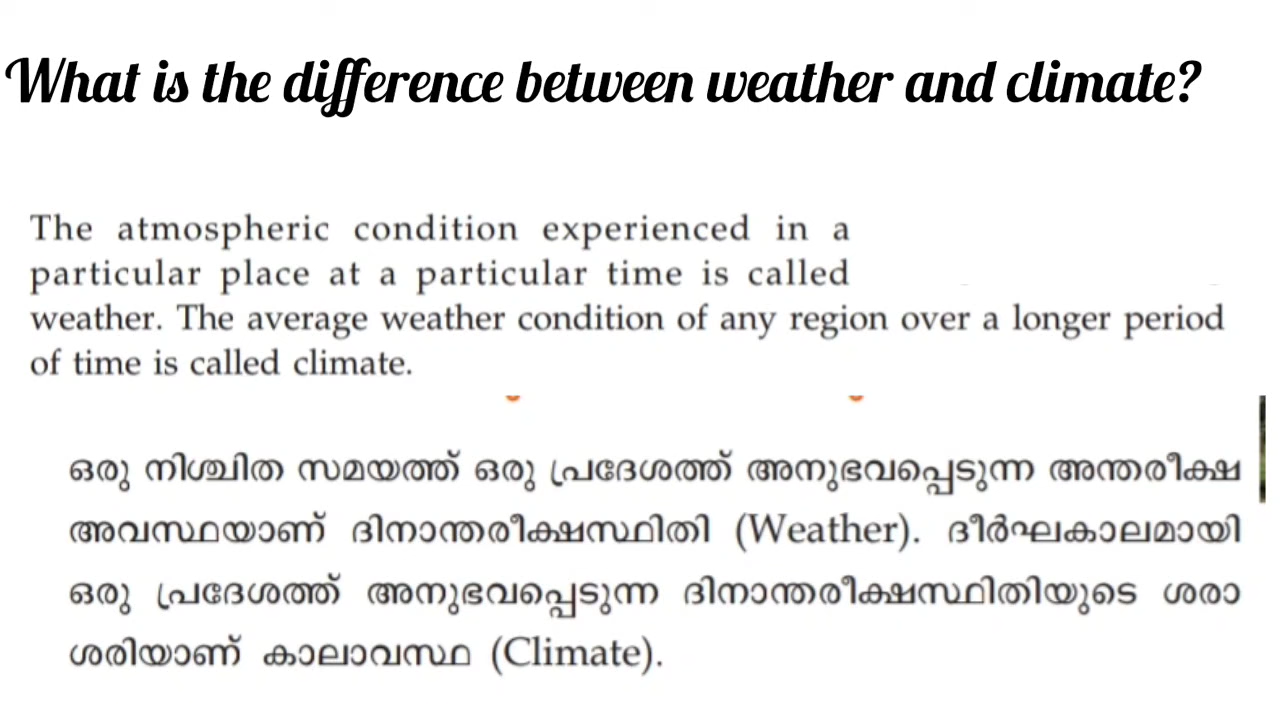 What is the difference between weather and climate?
The atmospheric condition experienced in a
particular place at a particular time is called
weather. The average weather condition of any region over a longer period
of time is called climate.
ഒരു നിശ്ചിത സമയത്ത് ഒരു പ്രദേശത്ത് അനുഭവപ്പെടുന്ന അന്തരീക്ഷ
അവസ്ഥയാണ് ദിനാന്തരീക്ഷസ്ഥിതി (Weather). ദീർഘകാലമായി
ഒരു പ്രദേശത്ത് അനുഭവപ്പെടുന്ന ദിനാന്തരീക്ഷസ്ഥിതിയുടെ ശരാ
ശരിയാണ് കാലാവസ്ഥ (Climate).